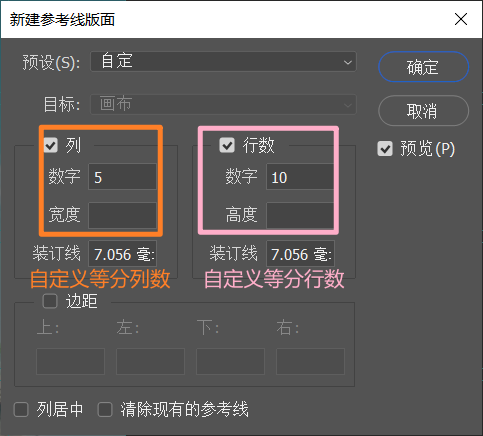 新建参考线版面
预设(S): 自定 确定
目标: 画布 取消
列 行数 预览(P)
数字 5 数字 10
宽度 高度
装订线 7.056 毫: 装订线 7.056 毫:
自定义等分列数 自定义等分行数
边距
上: 左: 下: 右:
列居中 清除现有的参考线